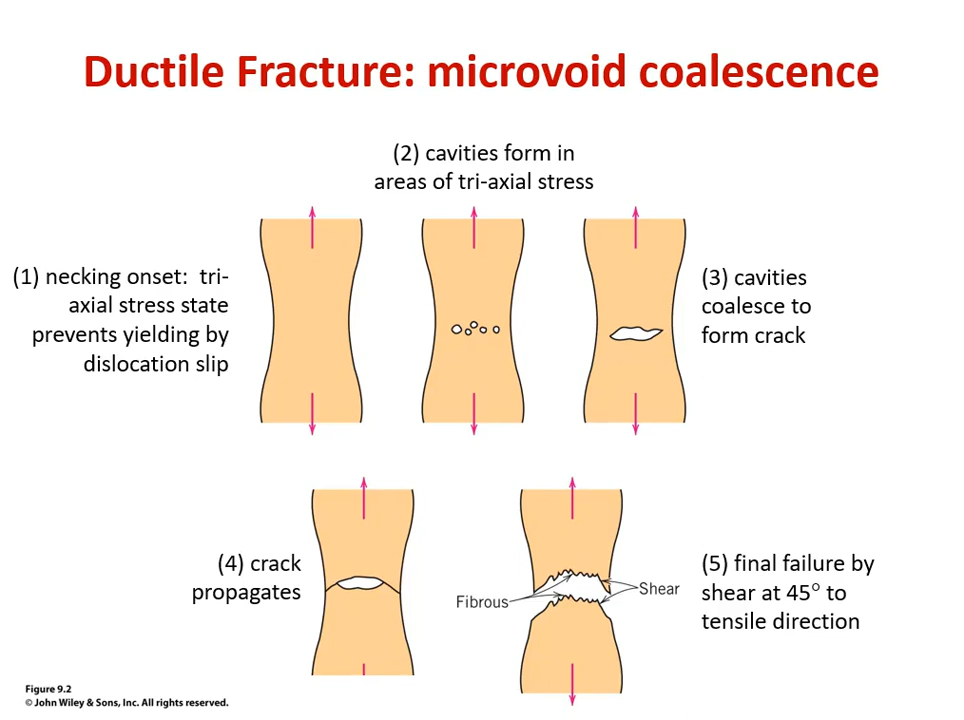 Ductile Fracture: microvoid coalescence
(2) cavities form in
areas of tri-axial stress
(1) necking onset:  tri-
axial stress state
prevents yielding by
dislocation slip
(3) cavities
coalesce to
form crack
(4) crack
propagates
Fibrous
Shear
(5) final failure by
shear at 45° to
tensile direction
Figure 9.2
© John Wiley & Sons, Inc. All rights reserved.